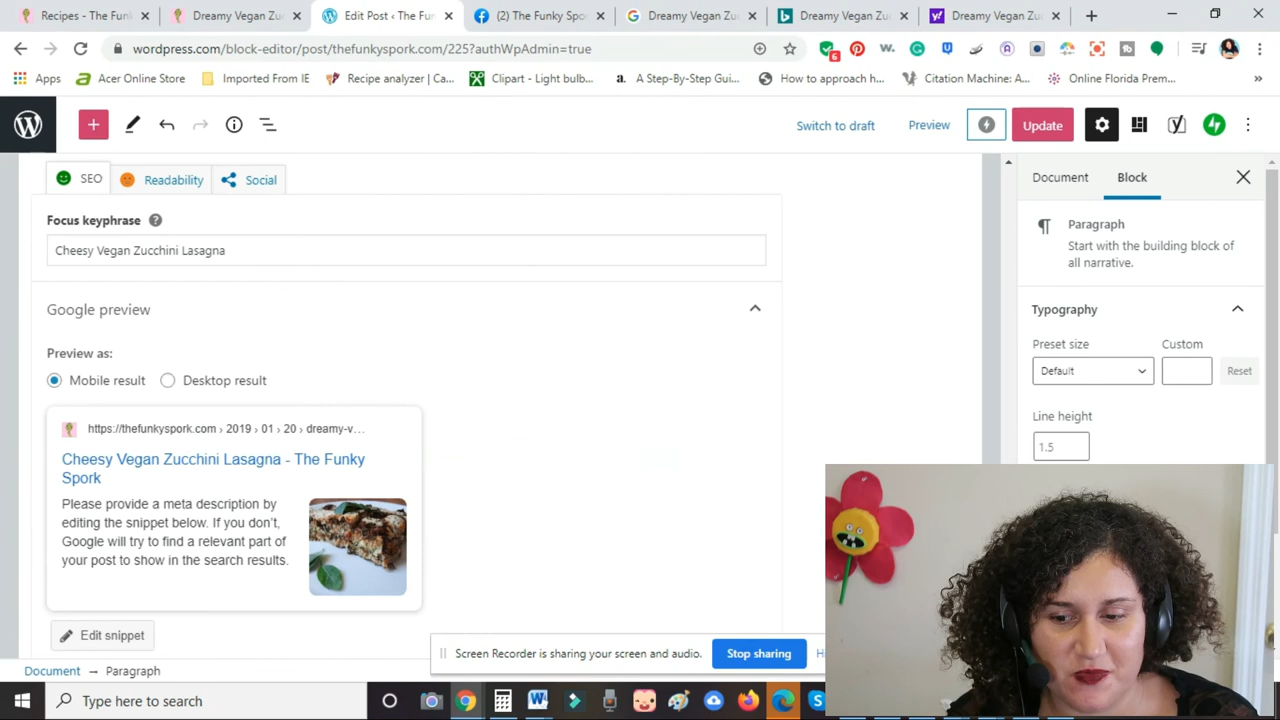 Recipes - The Funky
Dreamy Vegan Zuc
Edit Post ‹ The Fun
(2) The Funky Spo
Dreamy Vegan Zu
Dreamy Vegan Zu
Dreamy Vegan Zu
wordpress.com/block-editor/post/thefunkyspork.com/225?authWpAdmin=true
6
Apps
Acer Online Store
Imported From IE
Recipe analyzer | Ca...
Clipart - Light bulb...
A Step-By-Step Gui...
How to approach h...
Citation Machine: A...
Online Florida Prem...
Switch to draft
Preview
Update
SEO
Readability
Social
Document
Block
Focus keyphrase
Cheesy Vegan Zucchini Lasagna
Paragraph
Start with the building block of
all narrative.
Google preview
Typography
Preview as:
Preset size
Custom
Mobile result
Desktop result
Default
Reset
Line height
1.5
https://thefunkyspork.com › 2019 › 01 › 20 › dreamy-v...
Cheesy Vegan Zucchini Lasagna - The Funky
Spork
Please provide a meta description by
editing the snippet below. If you don't,
Google will try to find a relevant part of
your post to show in the search results.
Edit snippet
Screen Recorder is sharing your screen and audio.
Stop sharing
Document → Paragraph
Type here to search